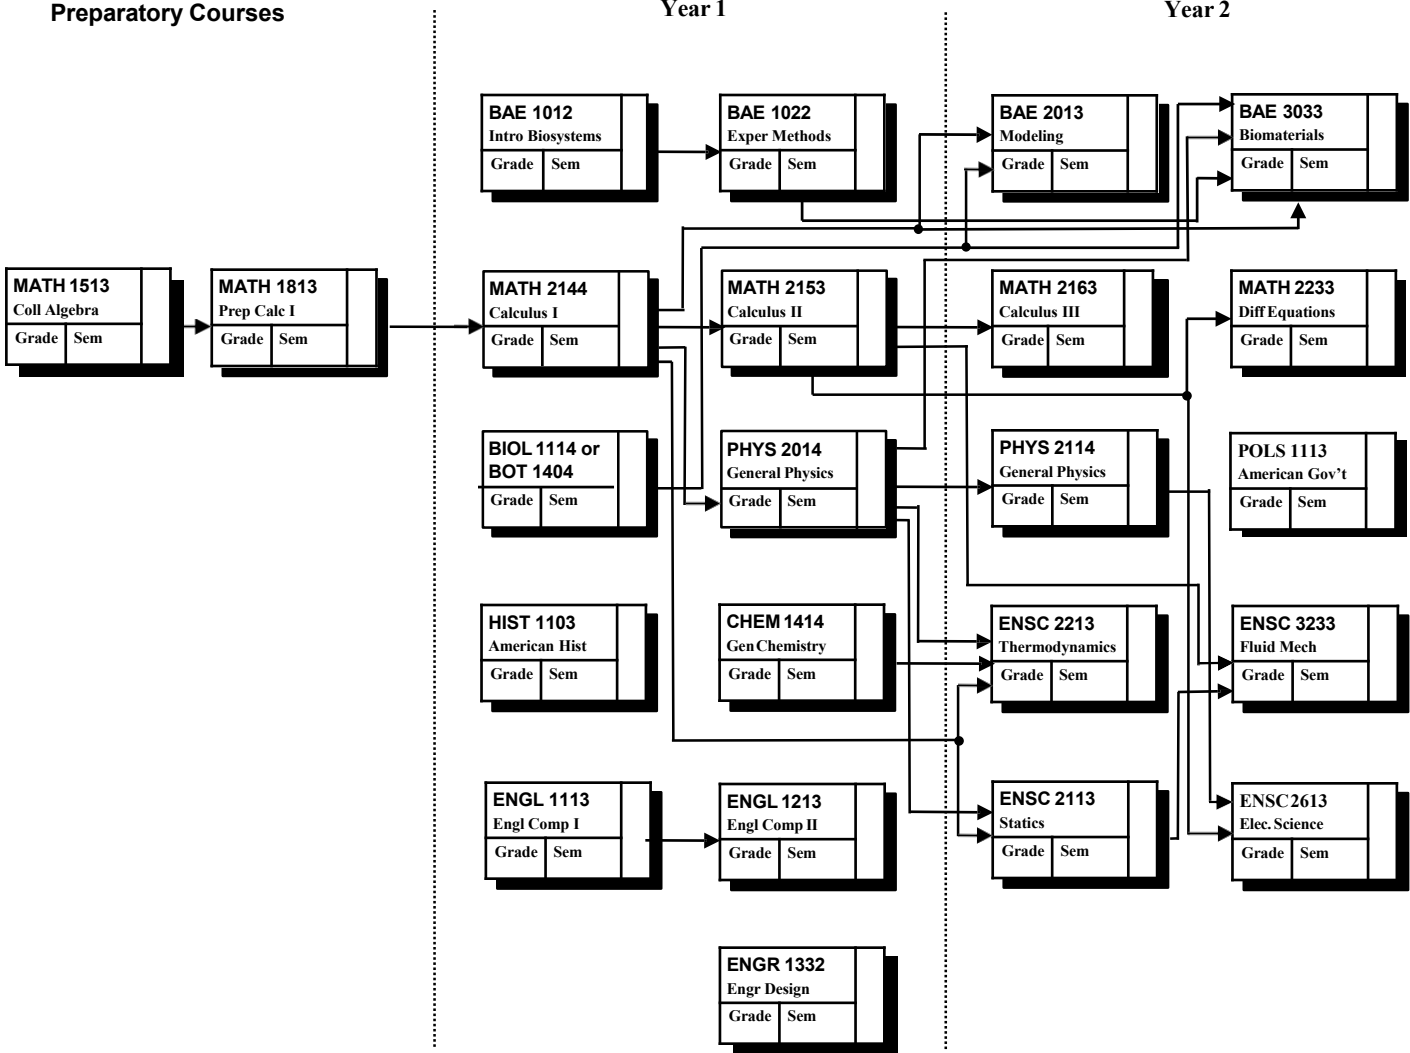 Preparatory Courses
Year 1
Year 2
BAE 1012
Intro Biosystems
Grade Sem
BAE 1022
Exper Methods
Grade Sem
BAE 2013
Modeling
Grade Sem
BAE 3033
Biomaterials
Grade Sem
MATH 1513
Coll Algebra
Grade Sem
MATH 1813
Prep Calc I
Grade Sem
MATH 2144
Calculus I
Grade Sem
MATH 2153
Calculus II
Grade Sem
MATH 2163
Calculus III
Grade Sem
MATH 2233
Diff Equations
Grade Sem
BIOL 1114 or
BOT 1404
Grade Sem
PHYS 2014
General Physics
Grade Sem
PHYS 2114
General Physics
Grade Sem
POLS 1113
American Gov't
Grade Sem
HIST 1103
American Hist
Grade Sem
CHEM 1414
Gen Chemistry
Grade Sem
ENSC 2213
Thermodynamics
Grade Sem
ENSC 3233
Fluid Mech
Grade Sem
ENGL 1113
Engl Comp I
Grade Sem
ENGL 1213
Engl Comp II
Grade Sem
ENSC 2113
Statics
Grade Sem
ENSC2613
Elec. Science
Grade Sem
ENGR 1332
Engr Design
Grade Sem